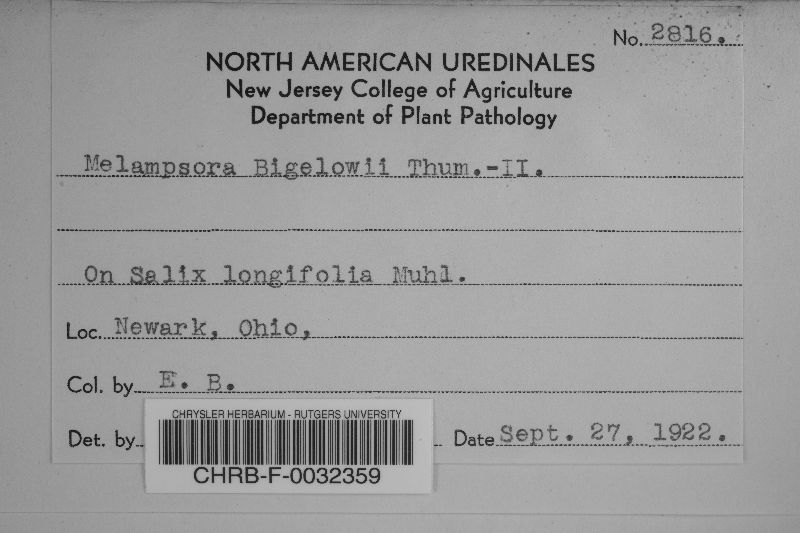 No. 2816.
NORTH AMERICAN UREDINALES
New Jersey College of Agriculture
Department of Plant Pathology
Melampsora Bigelowii Thum.-II.
On Salix longifolia Muhl.
Loc. Newark, Ohio,
Col. by E. B.
Det. by
Date Sept. 27, 1922.
CHRYSLER HERBARIUM - RUTGERS UNIVERSITY
CHRB-F-0032359